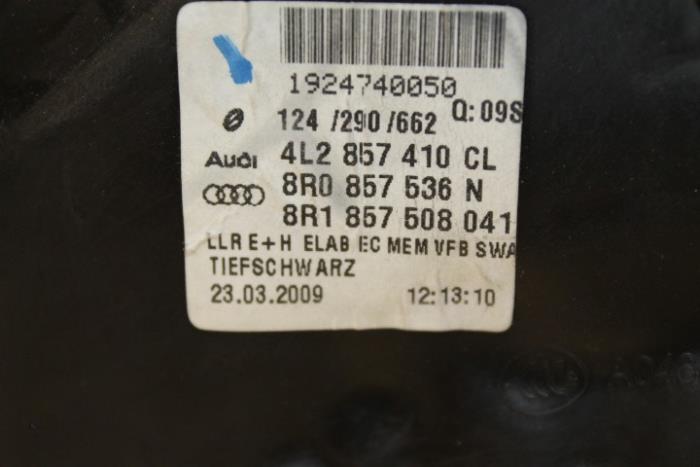 1924740050
Q: 09S
124 /290/662
Audi 4L2 857 410 CL
8R0 857 536 N
8R1 857 508 041
LLR E+H ELAB EC MEM VFB SWA
TIEFSCHWARZ
23.03.2009 12:13:10